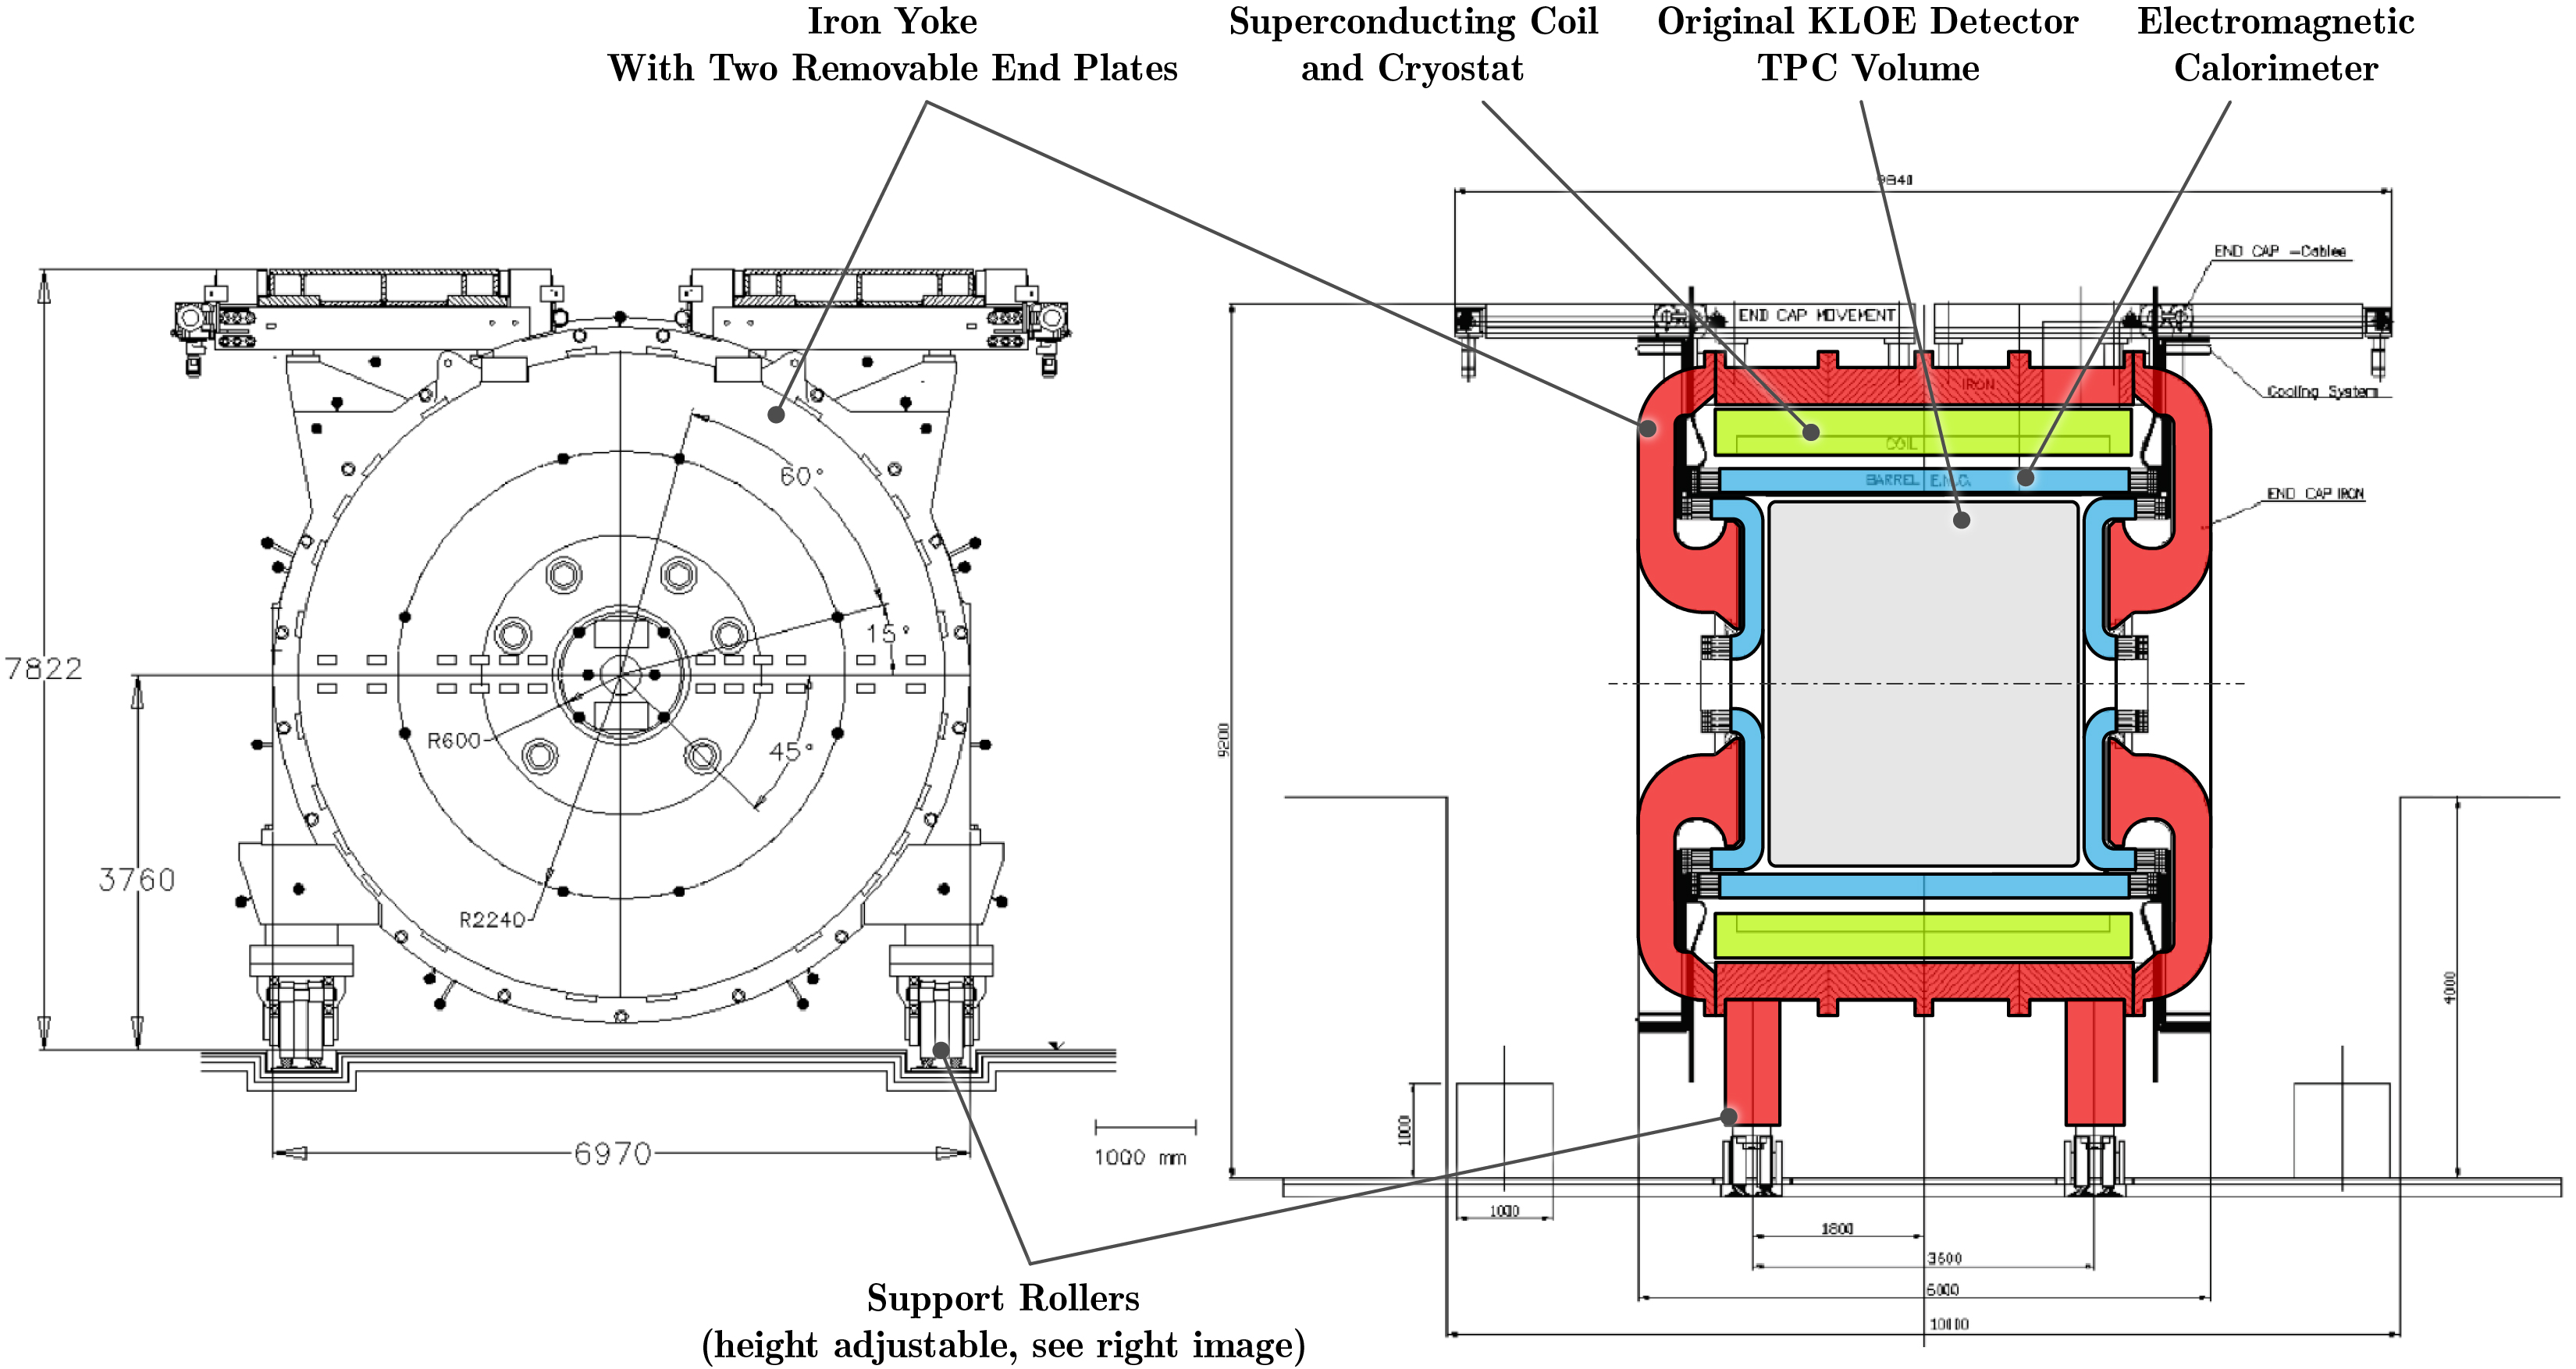 Iron Yoke
With Two Removable End Plates
Superconducting Coil
and Cryostat
Original KLOE Detector
TPC Volume
Electromagnetic
Calorimeter
9840
END CAP -Cables
END CAP MOVEMENT
Cooling System
IRON
COIL
BARREL E.M.C.
END CAP IRON
60°
15°
45°
R600
R2240
7822
3760
6970
1000 mm
9200
4000
1000
1000
1800
3600
6000
10000
Support Rollers
(height adjustable, see right image)